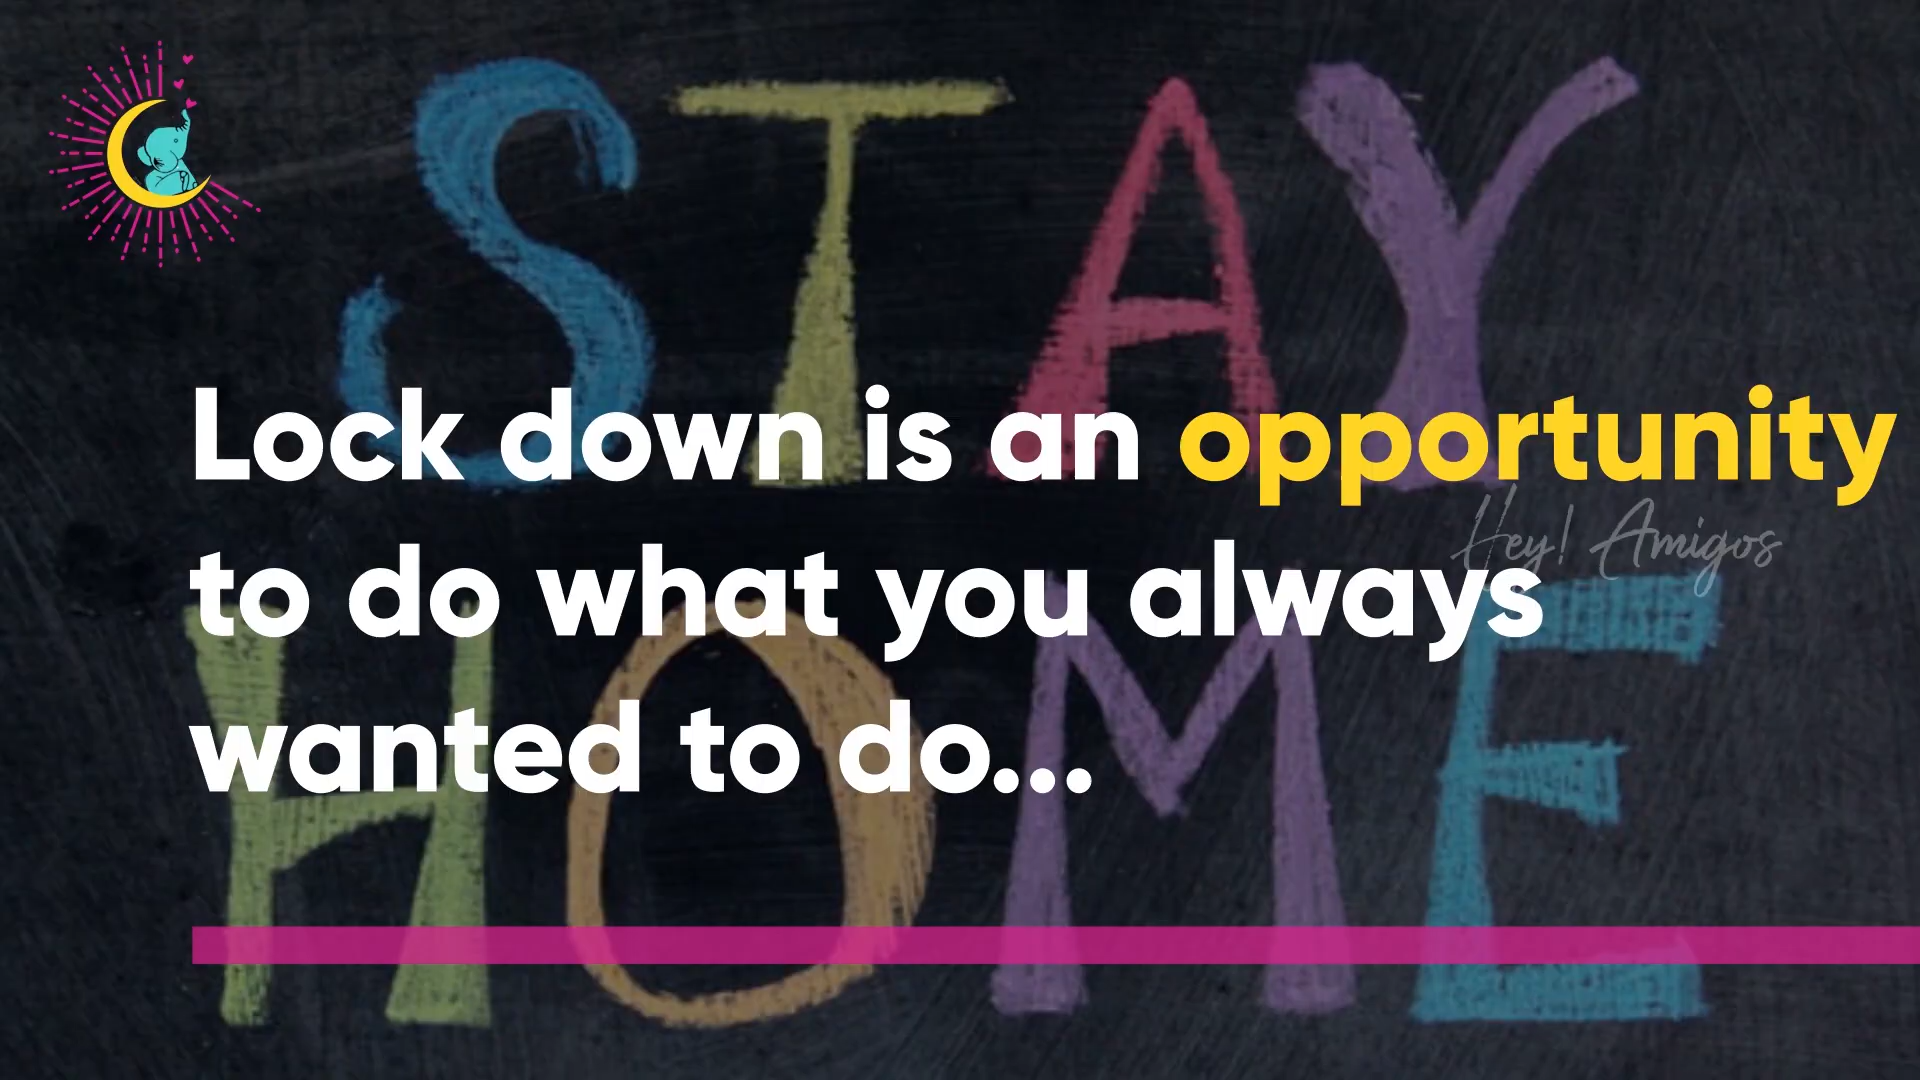 STAY
Lock down is an opportunity
Hey! Amigos
to do what you always
wanted to do...
HOME